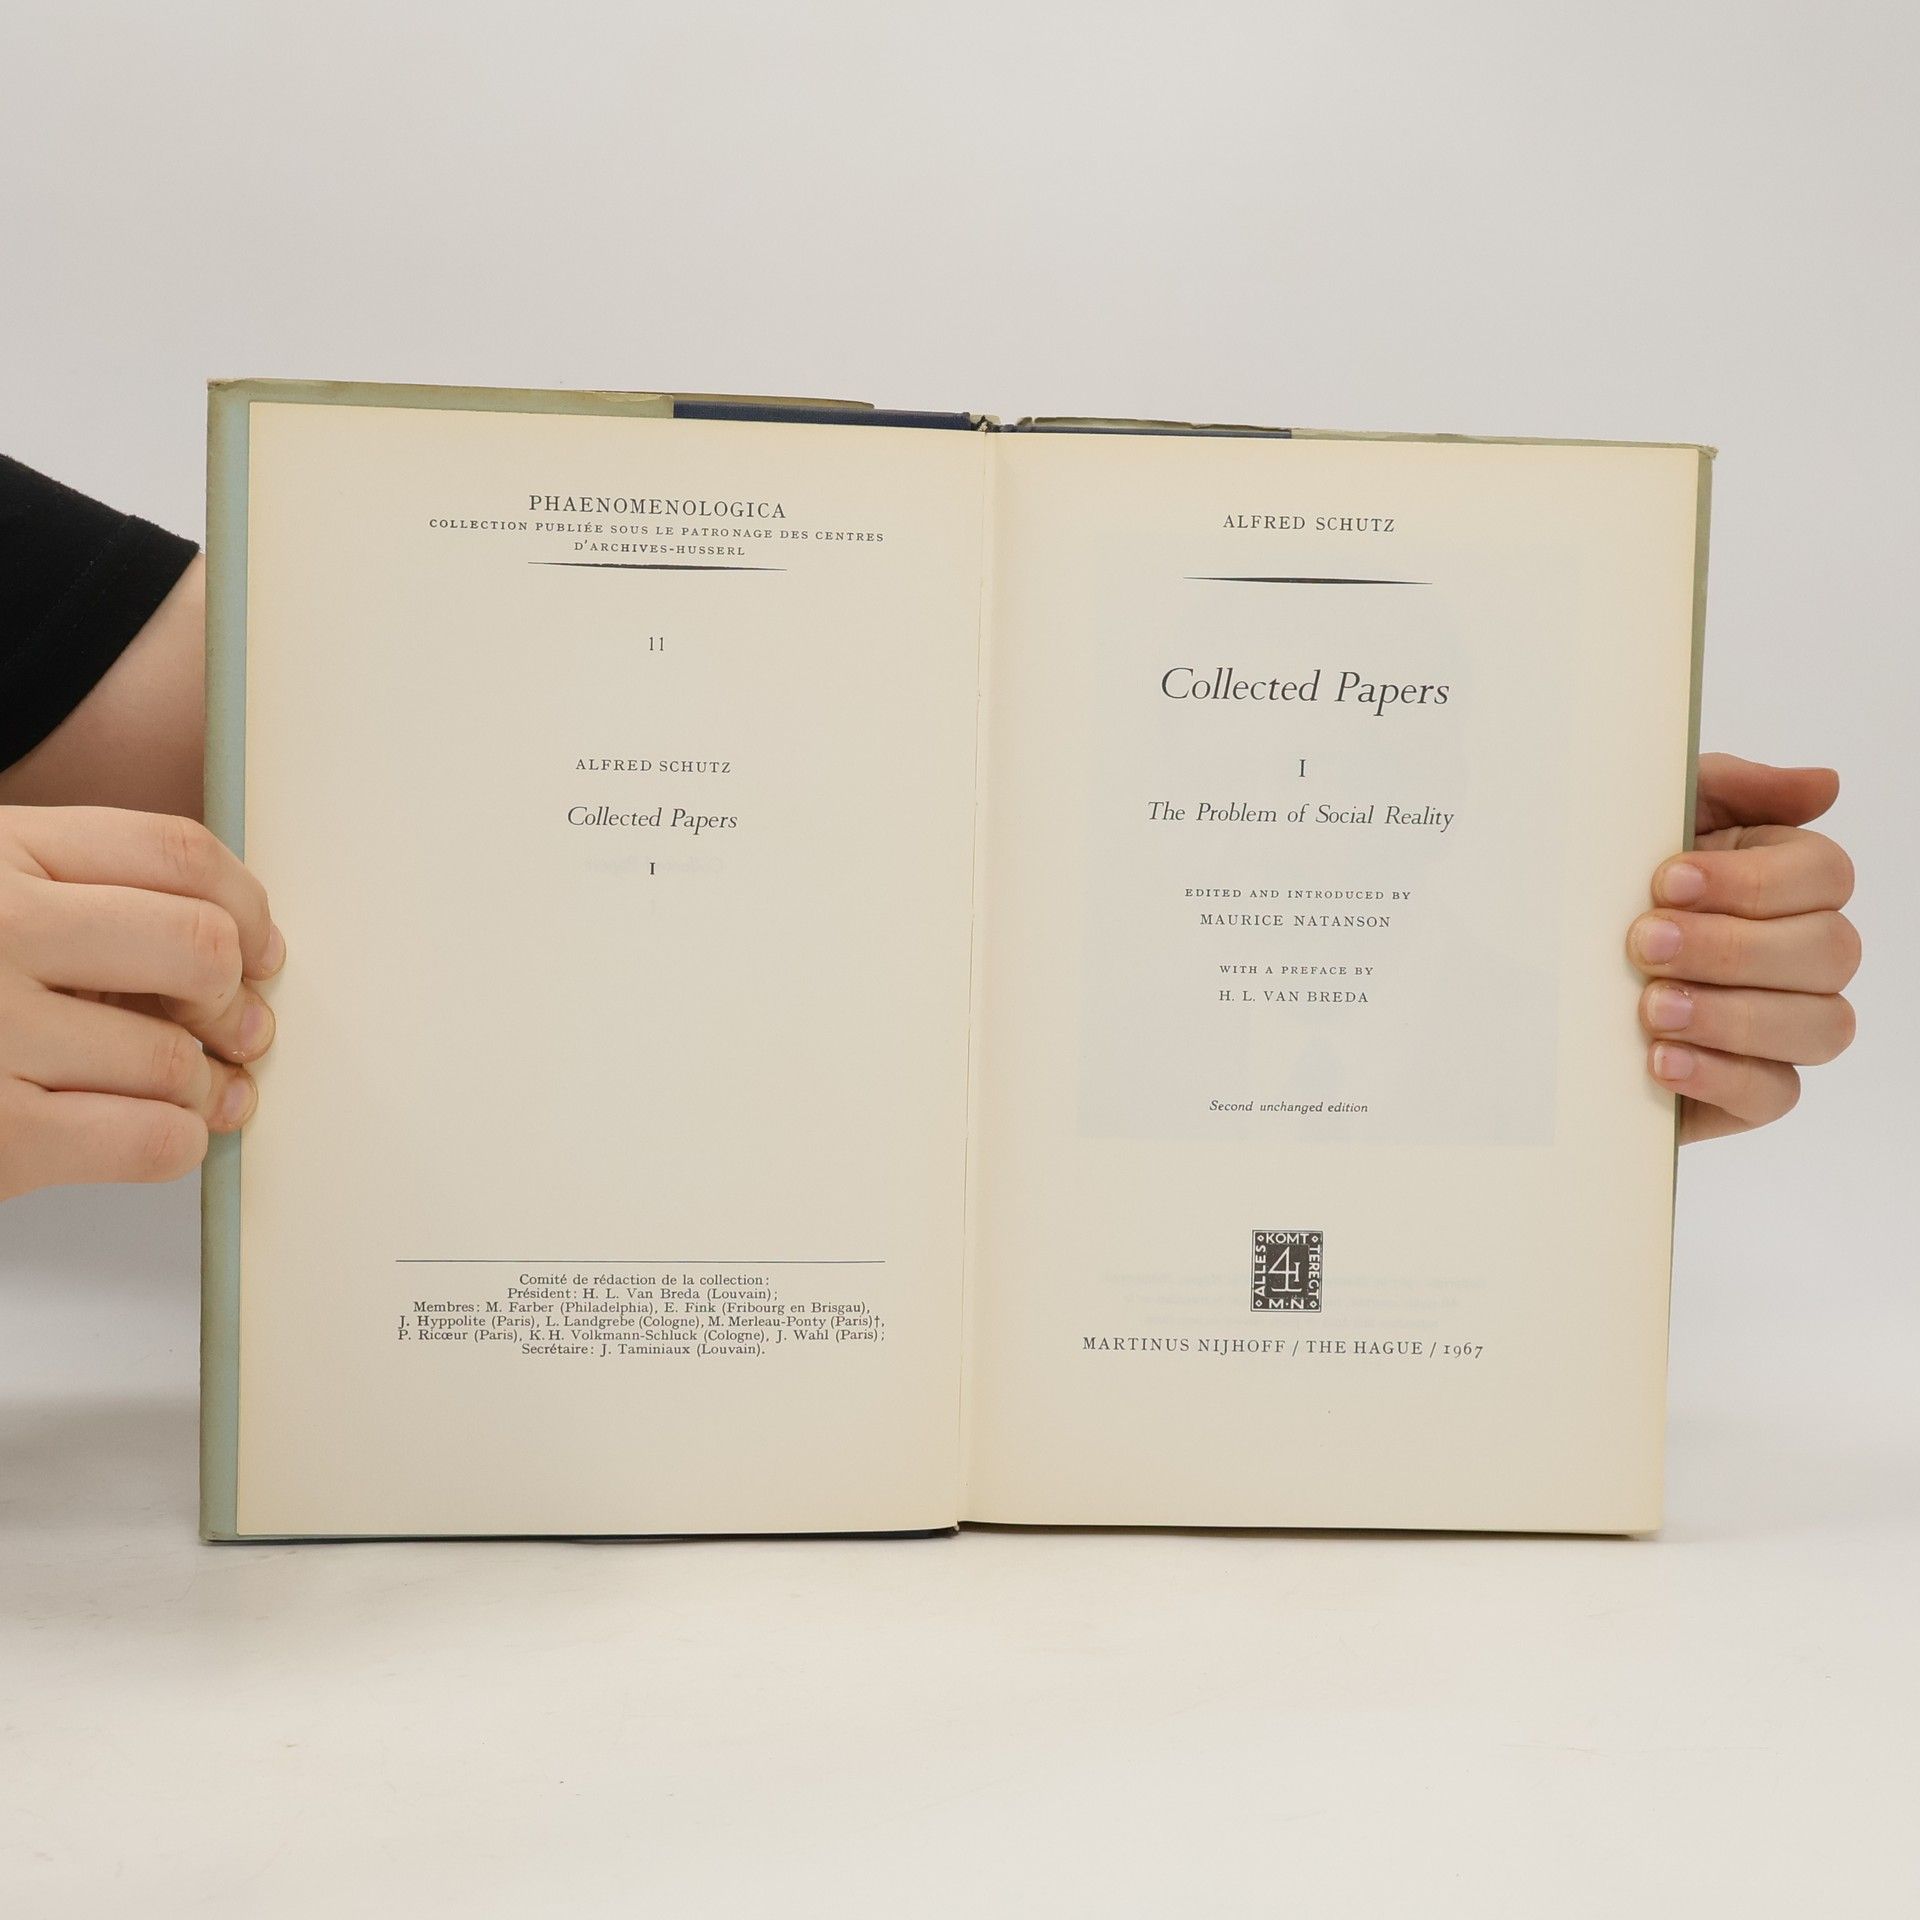 PHAENOMENOLOGICA
COLLECTION PUBLIÉE SOUS LE PATRONAGE DES CENTRES
D'ARCHIVES-HUSSERL
11
ALFRED SCHUTZ
Collected Papers
I
Comité de rédaction de la collection:
Président: H. L. Van Breda (Louvain);
Membres: M. Farber (Philadelphia), E. Fink (Fribourg en Brisgau),
J. Hyppolite (Paris), L. Landgrebe (Cologne), M. Merleau-Ponty (Paris)†,
P. Ricœur (Paris), K. H. Volkmann-Schluck (Cologne), J. Wahl (Paris);
Secrétaire: J. Taminiaux (Louvain).
ALFRED SCHUTZ
Collected Papers
I
The Problem of Social Reality
EDITED AND INTRODUCED BY
MAURICE NATANSON
WITH A PREFACE BY
H. L. VAN BREDA
Second unchanged edition
ALLES KOMT TERECHT
M·N
MARTINUS NIJHOFF / THE HAGUE / 1967